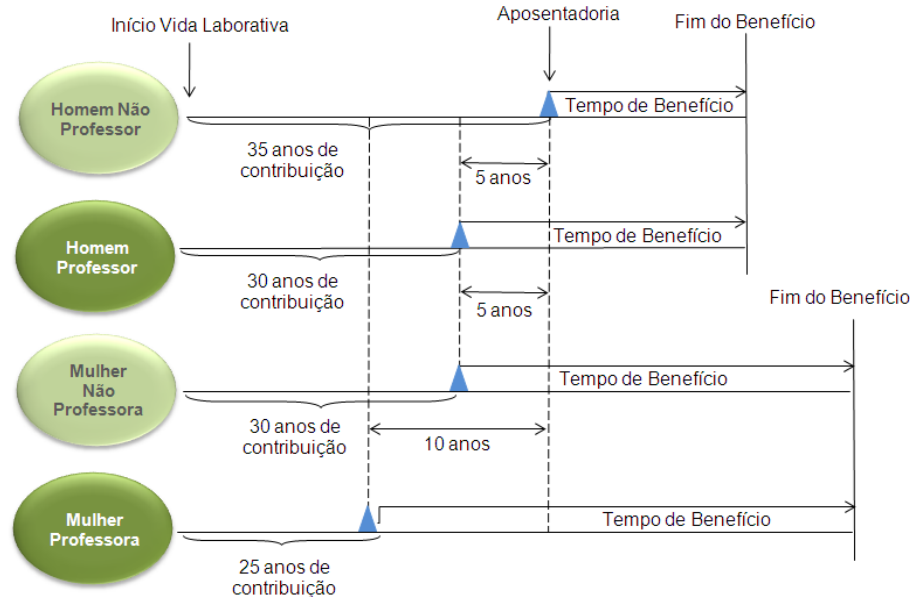 Início Vida Laborativa
Aposentadoria
Fim do Benefício
Homem Não
Professor
Tempo de Benefício
35 anos de
contribuição
5 anos
Homem
Professor
Tempo de Benefício
30 anos de
contribuição
5 anos
Fim do Benefício
Mulher
Não
Professora
Tempo de Benefício
30 anos de
contribuição
10 anos
Mulher
Professora
Tempo de Benefício
25 anos de
contribuição